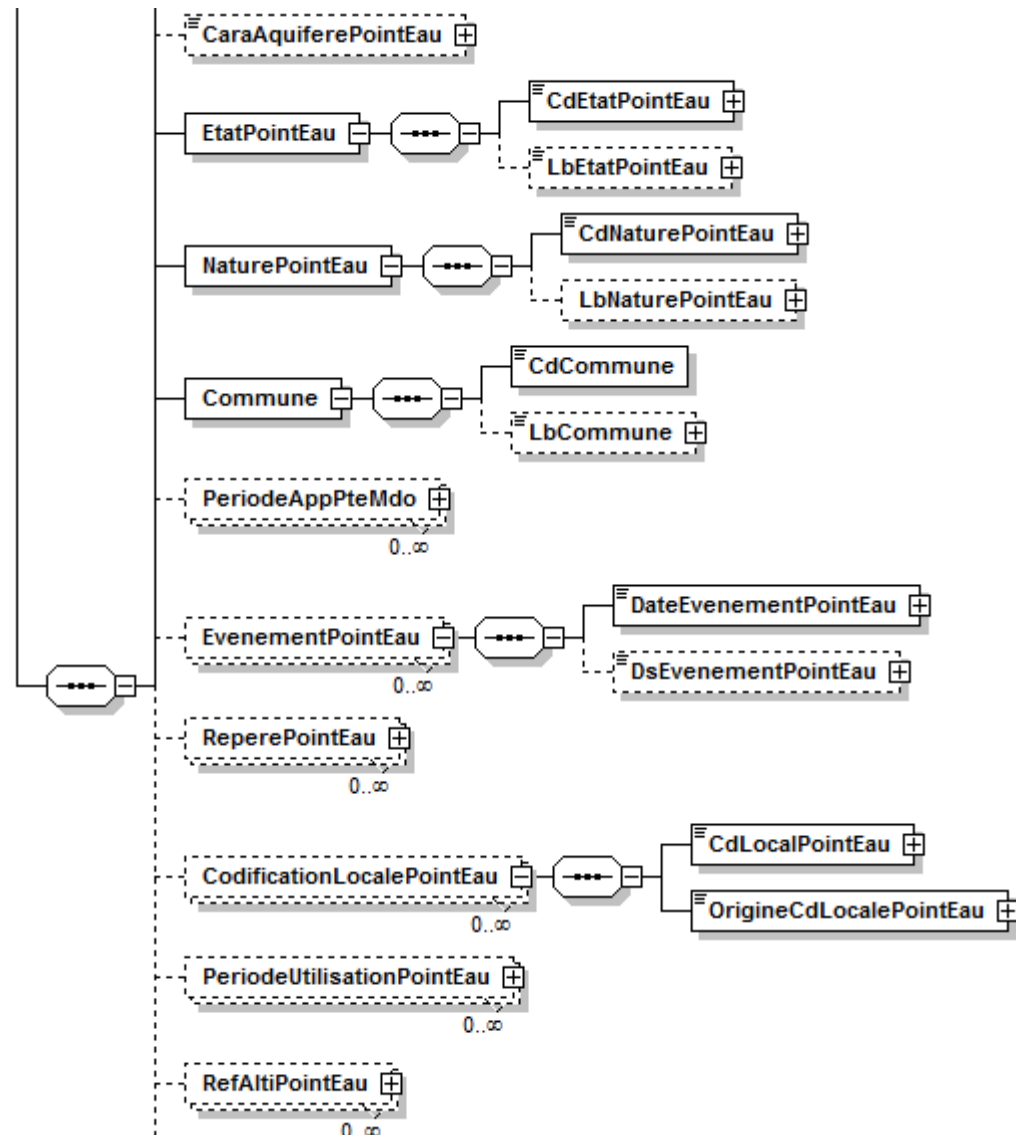 CaraAquiferePointEau
EtatPointEau
CdEtatPointEau
LbEtatPointEau
NaturePointEau
CdNaturePointEau
LbNaturePointEau
Commune
CdCommune
LbCommune
PeriodeAppPteMdo
0..∞
EvenementPointEau
0..∞
DateEvenementPointEau
DsEvenementPointEau
ReperePointEau
0..∞
CodificationLocalePointEau
0..∞
CdLocalPointEau
OrigineCdLocalePointEau
PeriodeUtilisationPointEau
0..∞
RefAltiPointEau
0..∞